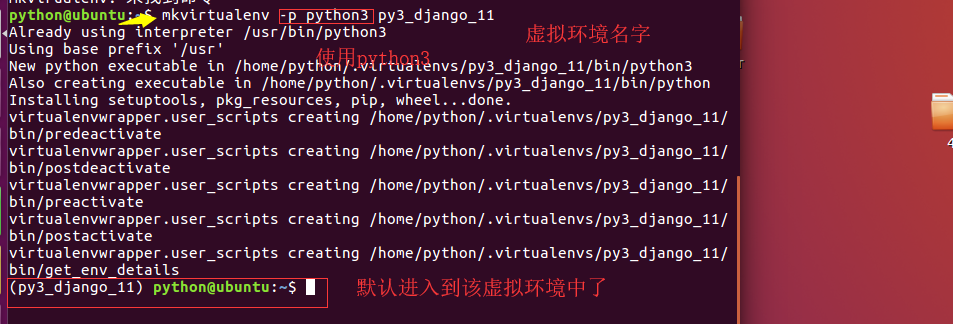 mkvirtualenv: 未找到命令
python@ubuntu:~$ mkvirtualenv -p python3 py3_django_11
虚拟环境名字
Already using interpreter /usr/bin/python3
Using base prefix '/usr'
使用python3
New python executable in /home/python/.virtualenvs/py3_django_11/bin/python3
Also creating executable in /home/python/.virtualenvs/py3_django_11/bin/python
Installing setuptools, pkg_resources, pip, wheel...done.
virtualenvwrapper.user_scripts creating /home/python/.virtualenvs/py3_django_11/
bin/predeactivate
virtualenvwrapper.user_scripts creating /home/python/.virtualenvs/py3_django_11/
bin/postdeactivate
virtualenvwrapper.user_scripts creating /home/python/.virtualenvs/py3_django_11/
bin/preactivate
virtualenvwrapper.user_scripts creating /home/python/.virtualenvs/py3_django_11/
bin/postactivate
virtualenvwrapper.user_scripts creating /home/python/.virtualenvs/py3_django_11/
bin/get_env_details
(py3_django_11) python@ubuntu:~$
默认进入到该虚拟环境中了